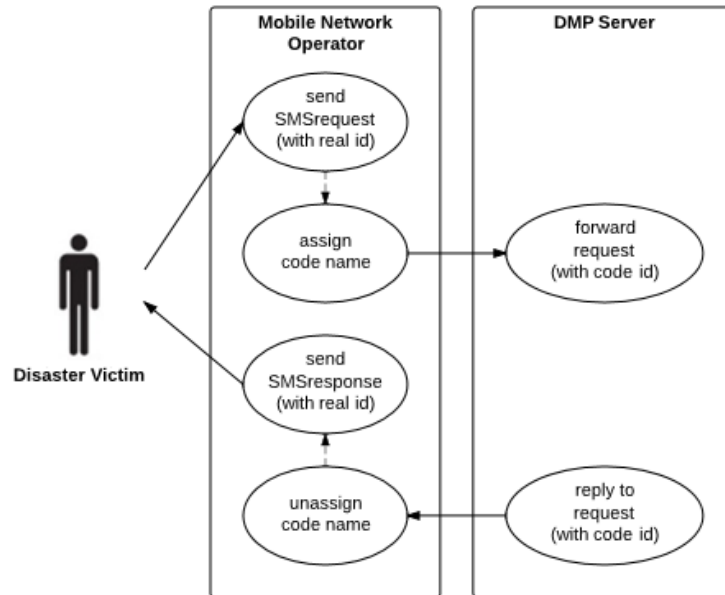 Mobile Network
Operator
DMP Server
send
SMSrequest
(with real id)
assign
code name
forward
request
(with code id)
Disaster Victim
send
SMSresponse
(with real id)
unassign
code name
reply to
request
(with code id)